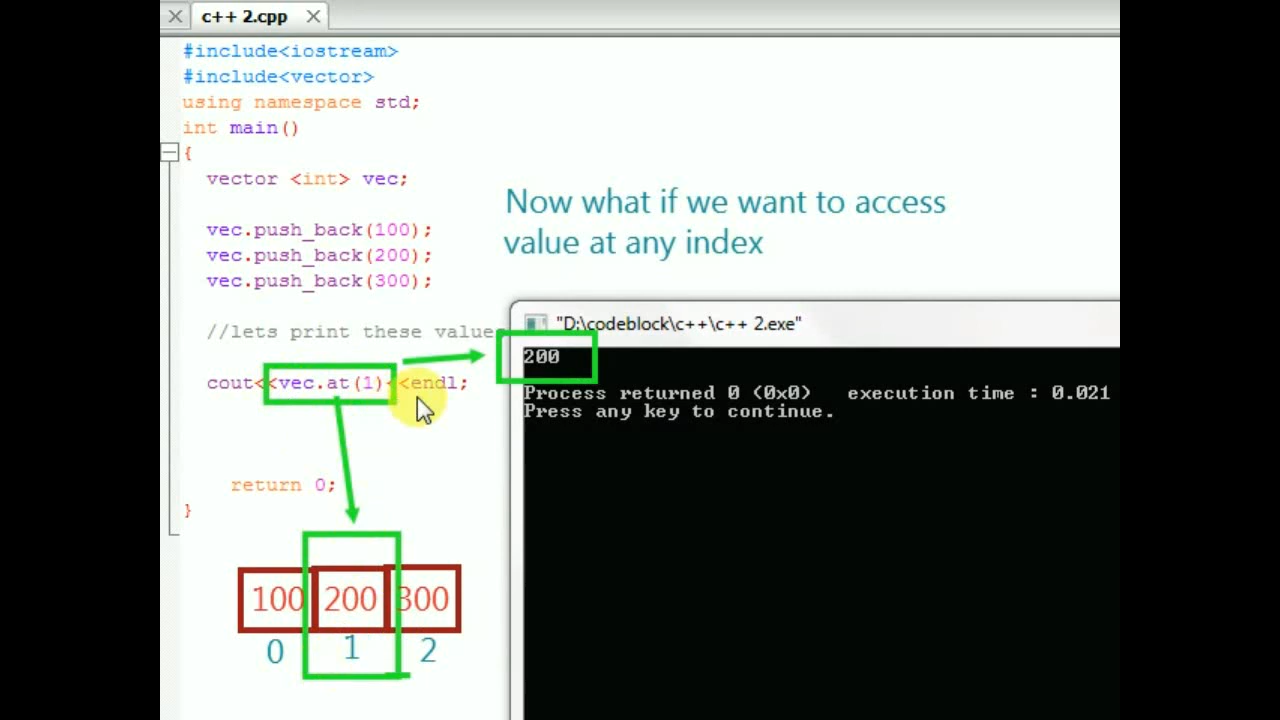 c++ 2.cpp
#include<iostream>
#include<vector>
using namespace std;
int main()
{
vector <int> vec;
Now what if we want to access
value at any index
vec.push_back(100);
vec.push_back(200);
vec.push_back(300);
//lets print these values
cout<<vec.at(1)<<endl;
return 0;
}
"D:\codeblock\c++\c++ 2.exe"
200
Process returned 0 (0x0) execution time : 0.021
Press any key to continue.
100 200 300
0 1 2